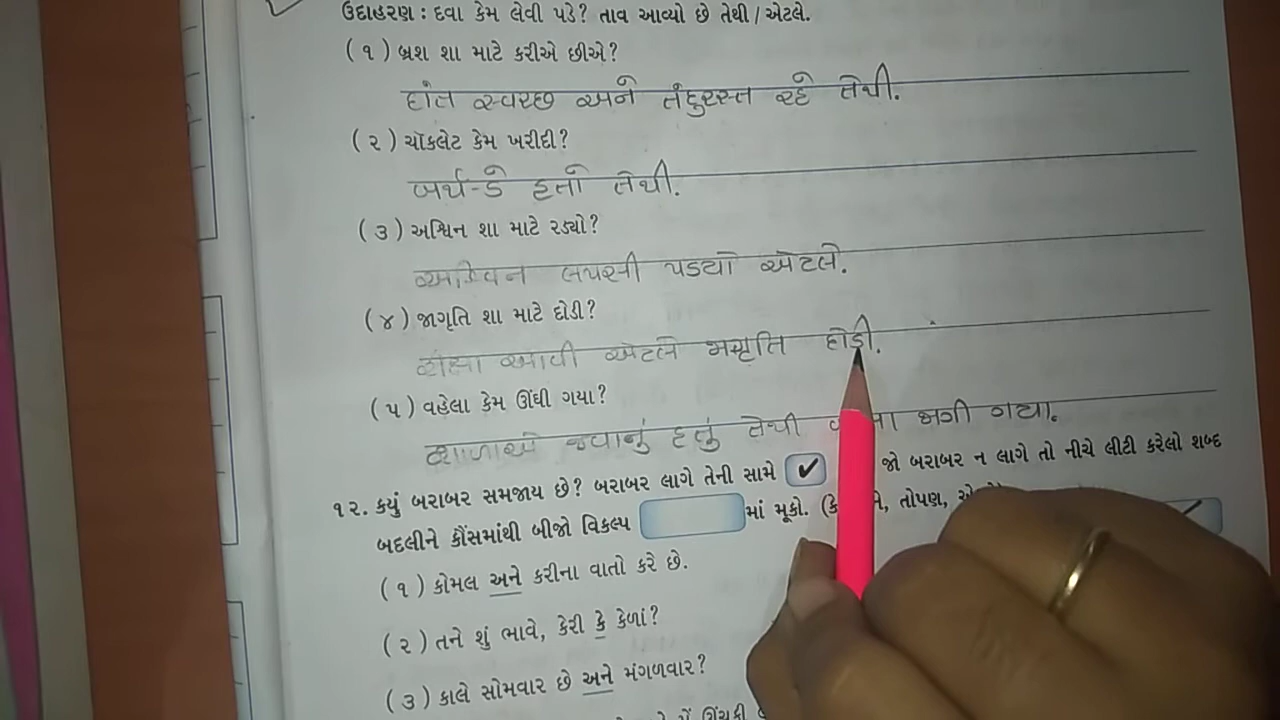 ઉદાહરણ : દવા કેમ લેવી પડે? તાવ આવ્યો છે તેથી / એટલે.
(૧) બ્રશ શા માટે કરીએ છીએ?
દાંત સ્વચ્છ અને તંદુરસ્ત રહે તેથી.
(૨) ચૉકલેટ કેમ ખરીદી?
બર્થ-ડે હતો તેથી.
(૩) અશ્વિન શા માટે રડ્યો?
અશ્વિન લપસી પડયો એટલે.
(૪) જાગૃતિ શા માટે દોડી?
રીક્ષા આવી એટલે જાગૃતિ દોડી.
(૫) વહેલા કેમ ઊંઘી ગયા?
શાળાએ જવાનું હતું તેથી ગયા.
૧૨. કયું બરાબર સમજાય છે? બરાબર લાગે તેની સામે ✔ જો બરાબર ન લાગે તો નીચે લીટી કરેલો શબ્દ
બદલીને કૌંસમાંથી બીજો વિકલ્પ માં મૂકો. તોપણ,
(૧) કોમલ અને કરીના વાતો કરે છે.
(૨) તને શું ભાવે, કેરી કે કેળાં?
(૩) કાલે સોમવાર છે અને મંગળવાર?